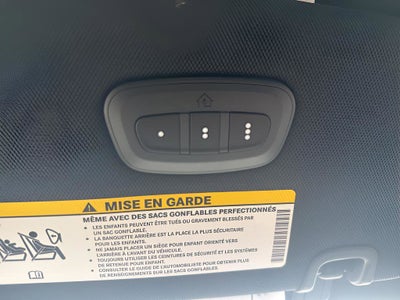 MISE EN GARDE
MÊME AVEC DES SACS GONFLABLES PERFECTIONNÉS
• LES ENFANTS PEUVENT ÊTRE TUÉS OU GRAVEMENT BLESSÉS PAR
UN SAC GONFLABLE.
• LA BANQUETTE ARRIÈRE EST LA PLACE LA PLUS SÉCURITAIRE
POUR LES ENFANTS.
• NE JAMAIS PLACER UN SIÈGE POUR ENFANT ORIENTÉ VERS
L'ARRIÈRE À L'AVANT DU VÉHICULE.
• TOUJOURS UTILISER LES CEINTURES DE SÉCURITÉ ET LES SYSTÈMES
DE RETENUE POUR ENFANT.
• CONSULTER LE GUIDE DE L'AUTOMOBILISTE POUR OBTENIR PLUS
DE RENSEIGNEMENTS SUR LES SACS GONFLABLES.